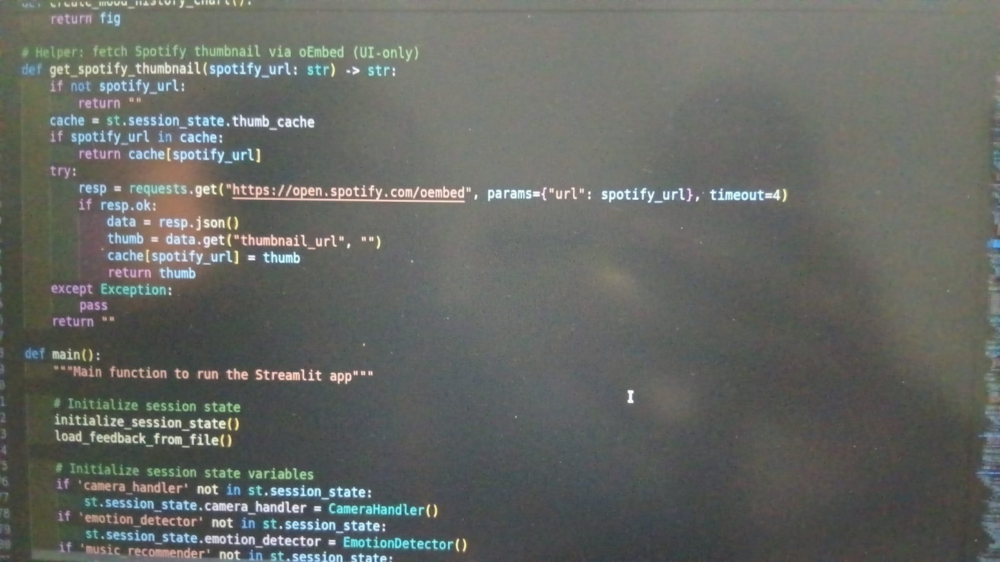 def create_mood_history_chart():
    return fig

# Helper: fetch Spotify thumbnail via oEmbed (UI-only)
def get_spotify_thumbnail(spotify_url: str) -> str:
    if not spotify_url:
        return ""
    cache = st.session_state.thumb_cache
    if spotify_url in cache:
        return cache[spotify_url]
    try:
        resp = requests.get("https://open.spotify.com/oembed", params={"url": spotify_url}, timeout=4)
        if resp.ok:
            data = resp.json()
            thumb = data.get("thumbnail_url", "")
            cache[spotify_url] = thumb
            return thumb
    except Exception:
        pass
    return ""

def main():
    """Main function to run the Streamlit app"""

    # Initialize session state
    initialize_session_state()
    load_feedback_from_file()

    # Initialize session state variables
    if 'camera_handler' not in st.session_state:
        st.session_state.camera_handler = CameraHandler()
    if 'emotion_detector' not in st.session_state:
        st.session_state.emotion_detector = EmotionDetector()
    if 'music_recommender' not in st.session_state: